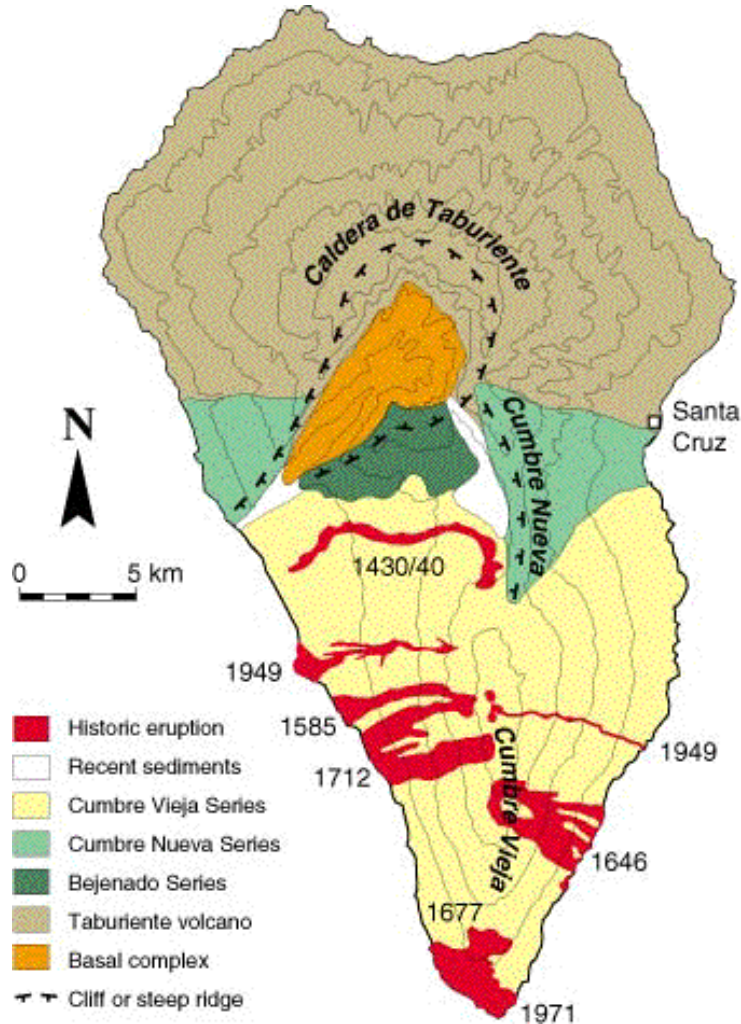 Caldera de Taburiente
N
Santa
Cruz
Cumbre Nueva
0 5 km
1430/40
1949
1585
1949
1712
Cumbre Vieja
1646
1677
1971
Historic eruption
Recent sediments
Cumbre Vieja Series
Cumbre Nueva Series
Bejenado Series
Taburiente volcano
Basal complex
Cliff or steep ridge